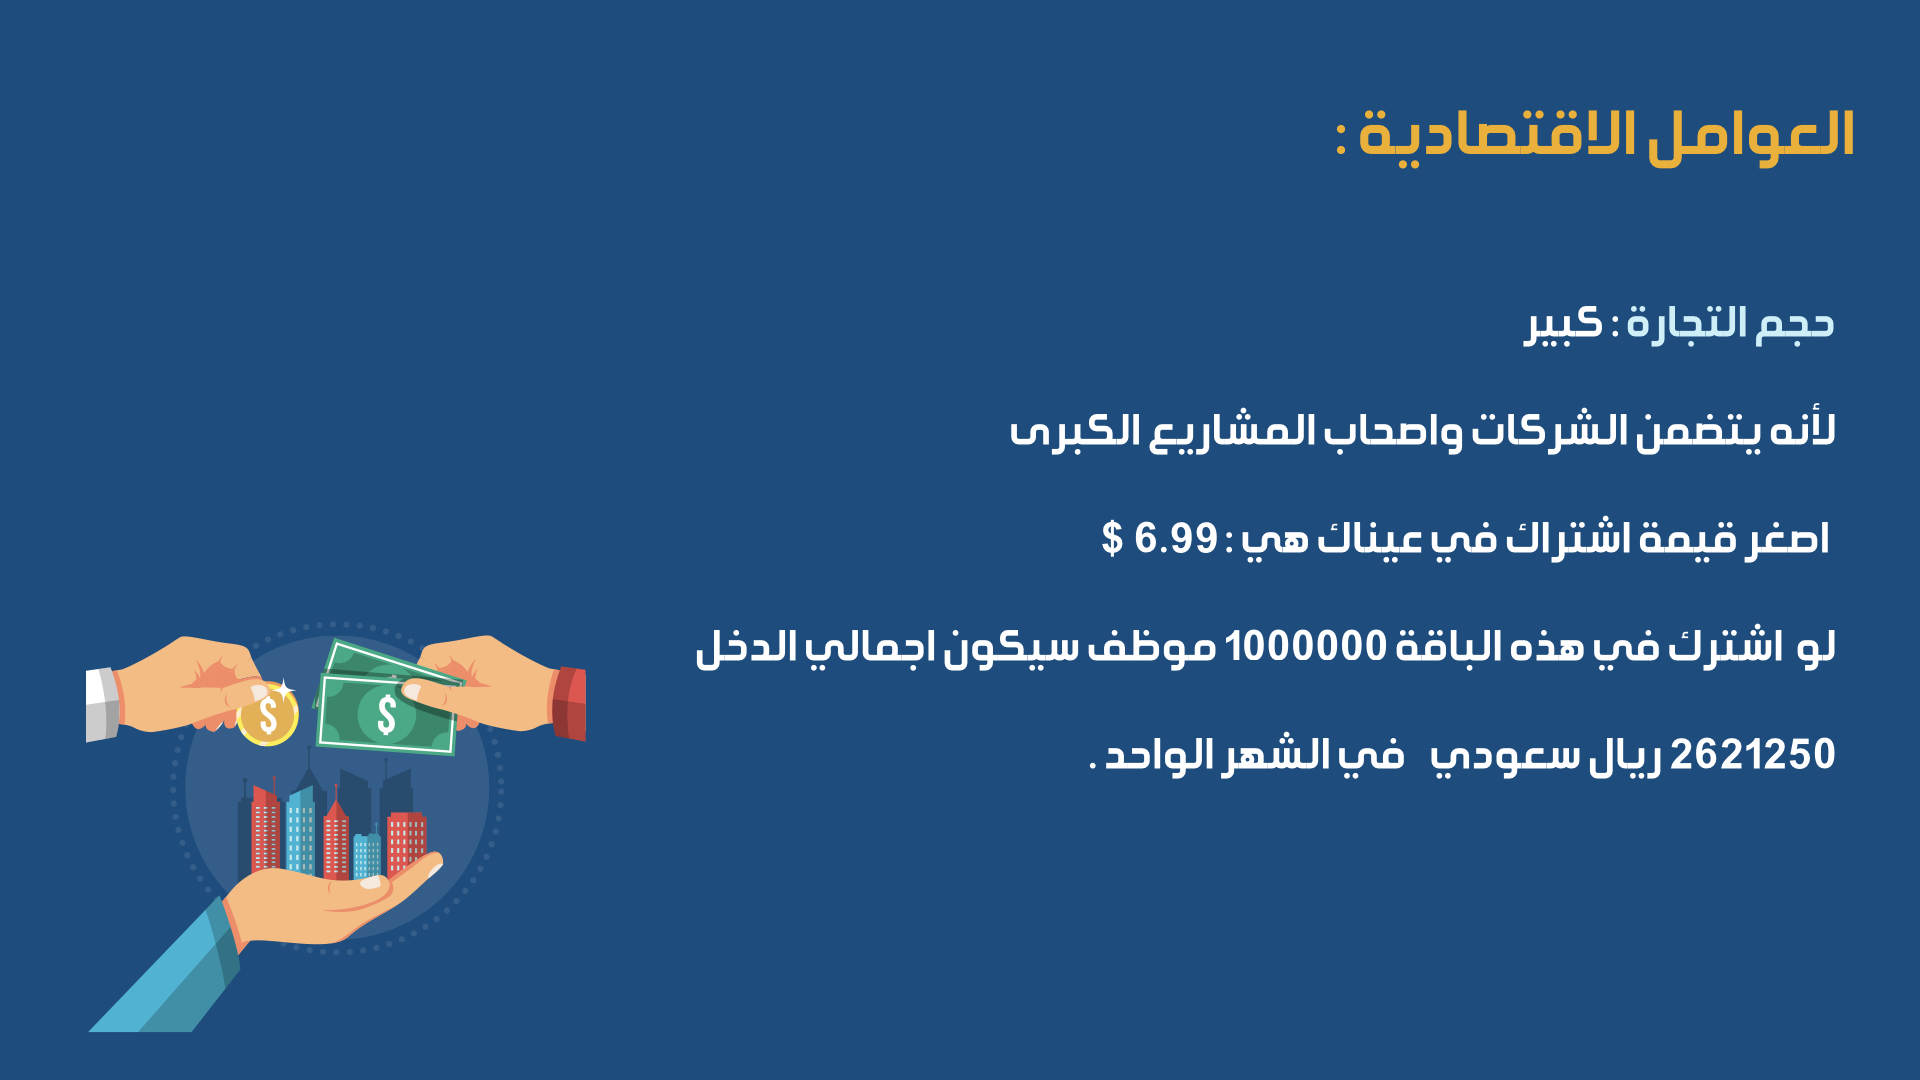 العوامل الاقتصادية :
حجم التجارة : كبير
لأنه يتضمن الشركات واصحاب المشاريع الكبرى
اصغر قيمة اشتراك في عيناك هي : 6.99 $
لو اشترك في هذه الباقة 1000000 موظف سيكون اجمالي الدخل
2621250 ريال سعودي في الشهر الواحد .
$
$